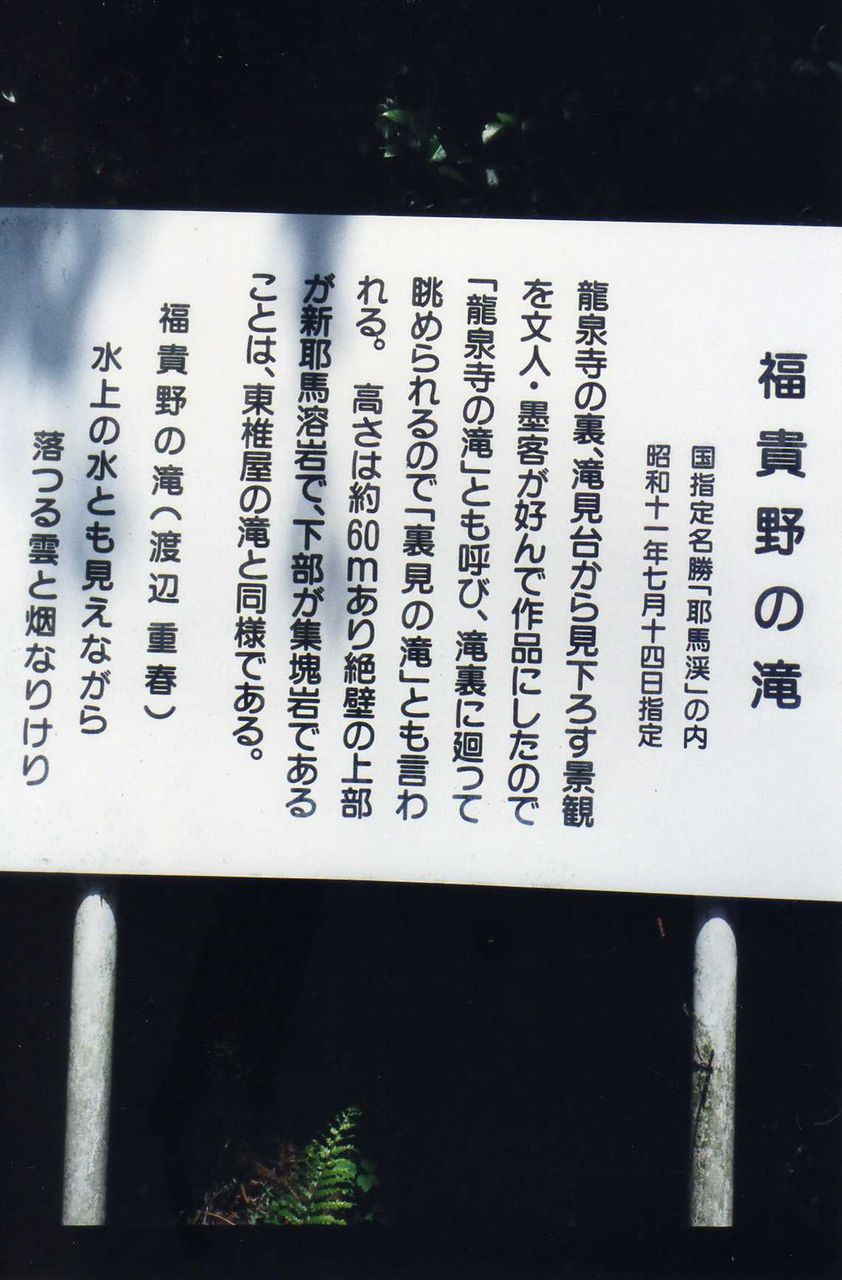 福貴野の滝
国指定名勝「耶馬渓」の内
昭和十一年七月十四日指定
龍泉寺の裏、滝見台から見下ろす景観
を文人・墨客が好んで作品にしたので
「龍泉寺の滝」とも呼び、滝裏に廻って
眺められるので「裏見の滝」とも言わ
れる。　高さは約60mあり絶壁の上部
が新耶馬溶岩で、下部が集塊岩である
ことは、東椎屋の滝と同様である。
福貴野の滝(渡辺 重春)
水上の水とも見えながら
落つる雲と烟なりけり